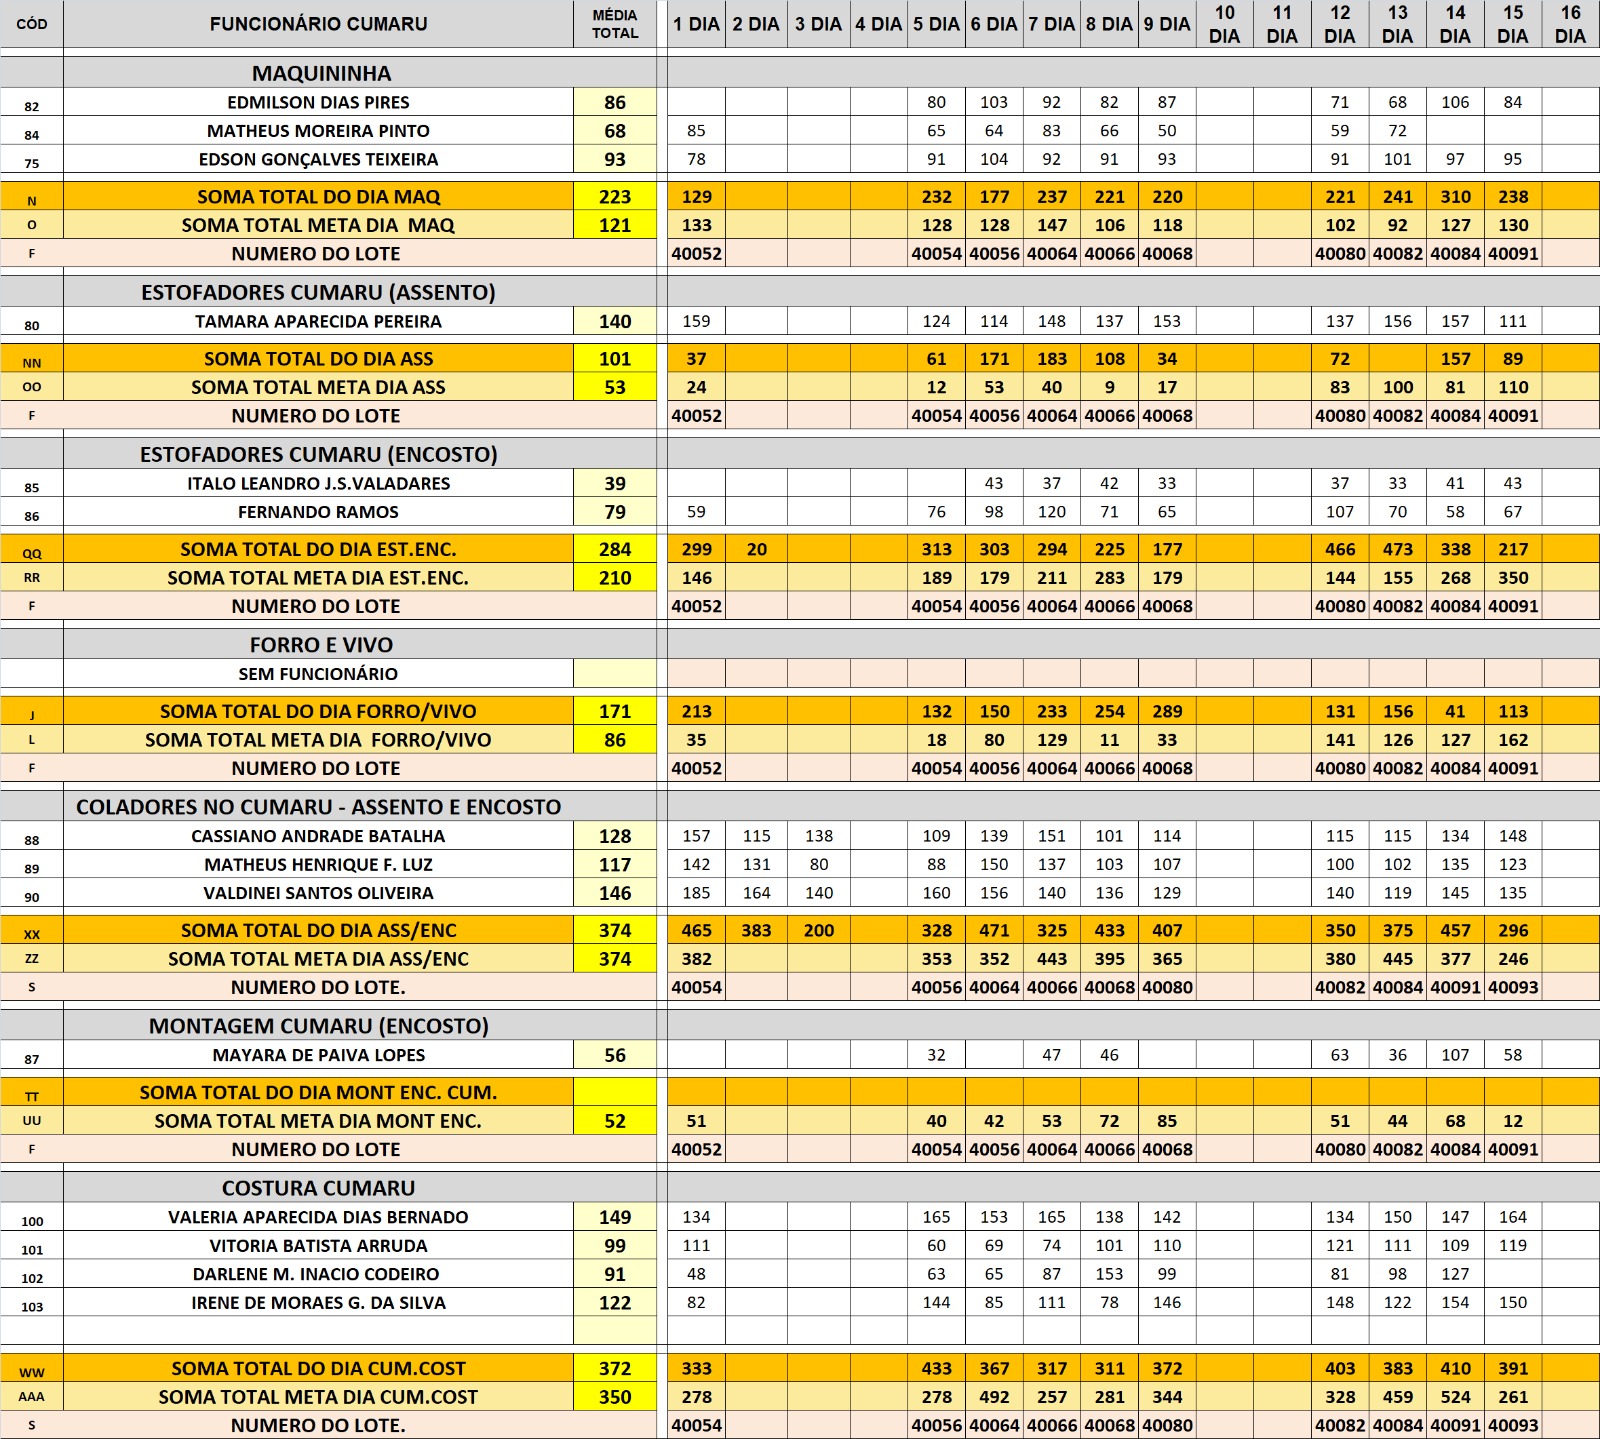 CÓD FUNCIONÁRIO CUMARU MÉDIA TOTAL 1 DIA 2 DIA 3 DIA 4 DIA 5 DIA 6 DIA 7 DIA 8 DIA 9 DIA 10 DIA 11 DIA 12 DIA 13 DIA 14 DIA 15 DIA 16 DIA
MAQUININHA
82 EDMILSON DIAS PIRES 86 80 103 92 82 87 71 68 106 84
84 MATHEUS MOREIRA PINTO 68 85 65 64 83 66 50 59 72
75 EDSON GONÇALVES TEIXEIRA 93 78 91 104 92 91 93 91 101 97 95
N SOMA TOTAL DO DIA MAQ 223 129 232 177 237 221 220 221 241 310 238
O SOMA TOTAL META DIA MAQ 121 133 128 128 147 106 118 102 92 127 130
F NUMERO DO LOTE 40052 40054 40056 40064 40066 40068 40080 40082 40084 40091
ESTOFADORES CUMARU (ASSENTO)
80 TAMARA APARECIDA PEREIRA 140 159 124 114 148 137 153 137 156 157 111
NN SOMA TOTAL DO DIA ASS 101 37 61 171 183 108 34 72 157 89
OO SOMA TOTAL META DIA ASS 53 24 12 53 40 9 17 83 100 81 110
F NUMERO DO LOTE 40052 40054 40056 40064 40066 40068 40080 40082 40084 40091
ESTOFADORES CUMARU (ENCOSTO)
85 ITALO LEANDRO J.S.VALADARES 39 43 37 42 33 37 33 41 43
86 FERNANDO RAMOS 79 59 76 98 120 71 65 107 70 58 67
QQ SOMA TOTAL DO DIA EST.ENC. 284 299 20 313 303 294 225 177 466 473 338 217
RR SOMA TOTAL META DIA EST.ENC. 210 146 189 179 211 283 179 144 155 268 350
F NUMERO DO LOTE 40052 40054 40056 40064 40066 40068 40080 40082 40084 40091
FORRO E VIVO
SEM FUNCIONÁRIO
J SOMA TOTAL DO DIA FORRO/VIVO 171 213 132 150 233 254 289 131 156 41 113
L SOMA TOTAL META DIA FORRO/VIVO 86 35 18 80 129 11 33 141 126 127 162
F NUMERO DO LOTE 40052 40054 40056 40064 40066 40068 40080 40082 40084 40091
COLADORES NO CUMARU - ASSENTO E ENCOSTO
88 CASSIANO ANDRADE BATALHA 128 157 115 138 109 139 151 101 114 115 115 134 148
89 MATHEUS HENRIQUE F. LUZ 117 142 131 80 88 150 137 103 107 100 102 135 123
90 VALDINEI SANTOS OLIVEIRA 146 185 164 140 160 156 140 136 129 140 119 145 135
XX SOMA TOTAL DO DIA ASS/ENC 374 465 383 200 328 471 325 433 407 350 375 457 296
ZZ SOMA TOTAL META DIA ASS/ENC 374 382 353 352 443 395 365 380 445 377 246
S NUMERO DO LOTE. 40054 40056 40064 40066 40068 40080 40082 40084 40091 40093
MONTAGEM CUMARU (ENCOSTO)
87 MAYARA DE PAIVA LOPES 56 32 47 46 63 36 107 58
TT SOMA TOTAL DO DIA MONT ENC. CUM.
UU SOMA TOTAL META DIA MONT ENC. 52 51 40 42 53 72 85 51 44 68 12
F NUMERO DO LOTE 40052 40054 40056 40064 40066 40068 40080 40082 40084 40091
COSTURA CUMARU
100 VALERIA APARECIDA DIAS BERNADO 149 134 165 153 165 138 142 134 150 147 164
101 VITORIA BATISTA ARRUDA 99 111 60 69 74 101 110 121 111 109 119
102 DARLENE M. INACIO CODEIRO 91 48 63 65 87 153 99 81 98 127
103 IRENE DE MORAES G. DA SILVA 122 82 144 85 111 78 146 148 122 154 150
WW SOMA TOTAL DO DIA CUM.COST 372 333 433 367 317 311 372 403 383 410 391
AAA SOMA TOTAL META DIA CUM.COST 350 278 278 492 257 281 344 328 459 524 261
S NUMERO DO LOTE. 40054 40056 40064 40066 40068 40080 40082 40084 40091 40093